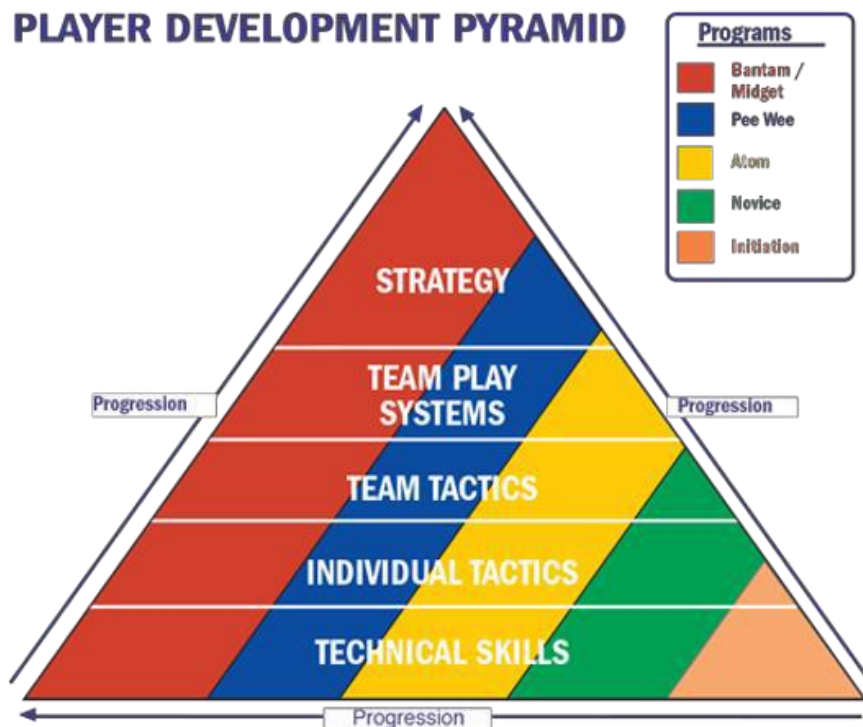 PLAYER DEVELOPMENT PYRAMID
Programs
Bantam /
Midget
Pee Wee
Atom
Novice
Initiation
STRATEGY
TEAM PLAY
SYSTEMS
Progression
Progression
TEAM TACTICS
INDIVIDUAL TACTICS
TECHNICAL SKILLS
Progression